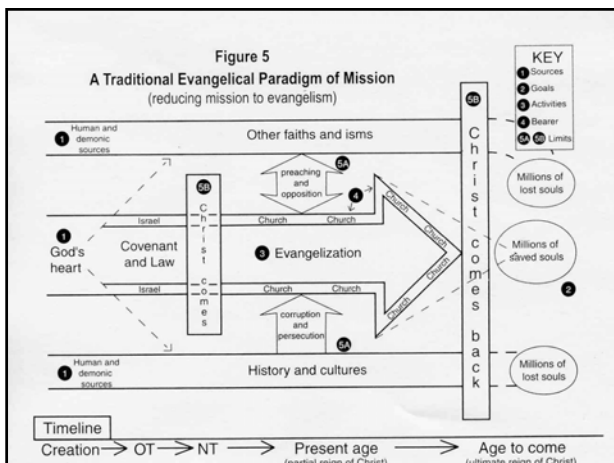 Figure 5
A Traditional Evangelical Paradigm of Mission
(reducing mission to evangelism)
KEY
1 Sources
2 Goals
3 Activities
4 Bearer
5A 5B Limits
1 Human and
demonic
sources
Other faiths and isms
5B
Christ comes back
5A
preaching
and
opposition
4
Millions of
lost souls
5B
Christ comes
Israel
Church
Church
Church
Church
1
God's
heart
Covenant
and Law
3 Evangelization
Millions of
saved souls
2
Israel
Church
Church
Church
Church
corruption
and
persecution
5A
1 Human and
demonic
sources
History and cultures
Millions of
lost souls
Timeline
Creation OT NT Present age Age to come
(partial reign of Christ) (ultimate reign of Christ)